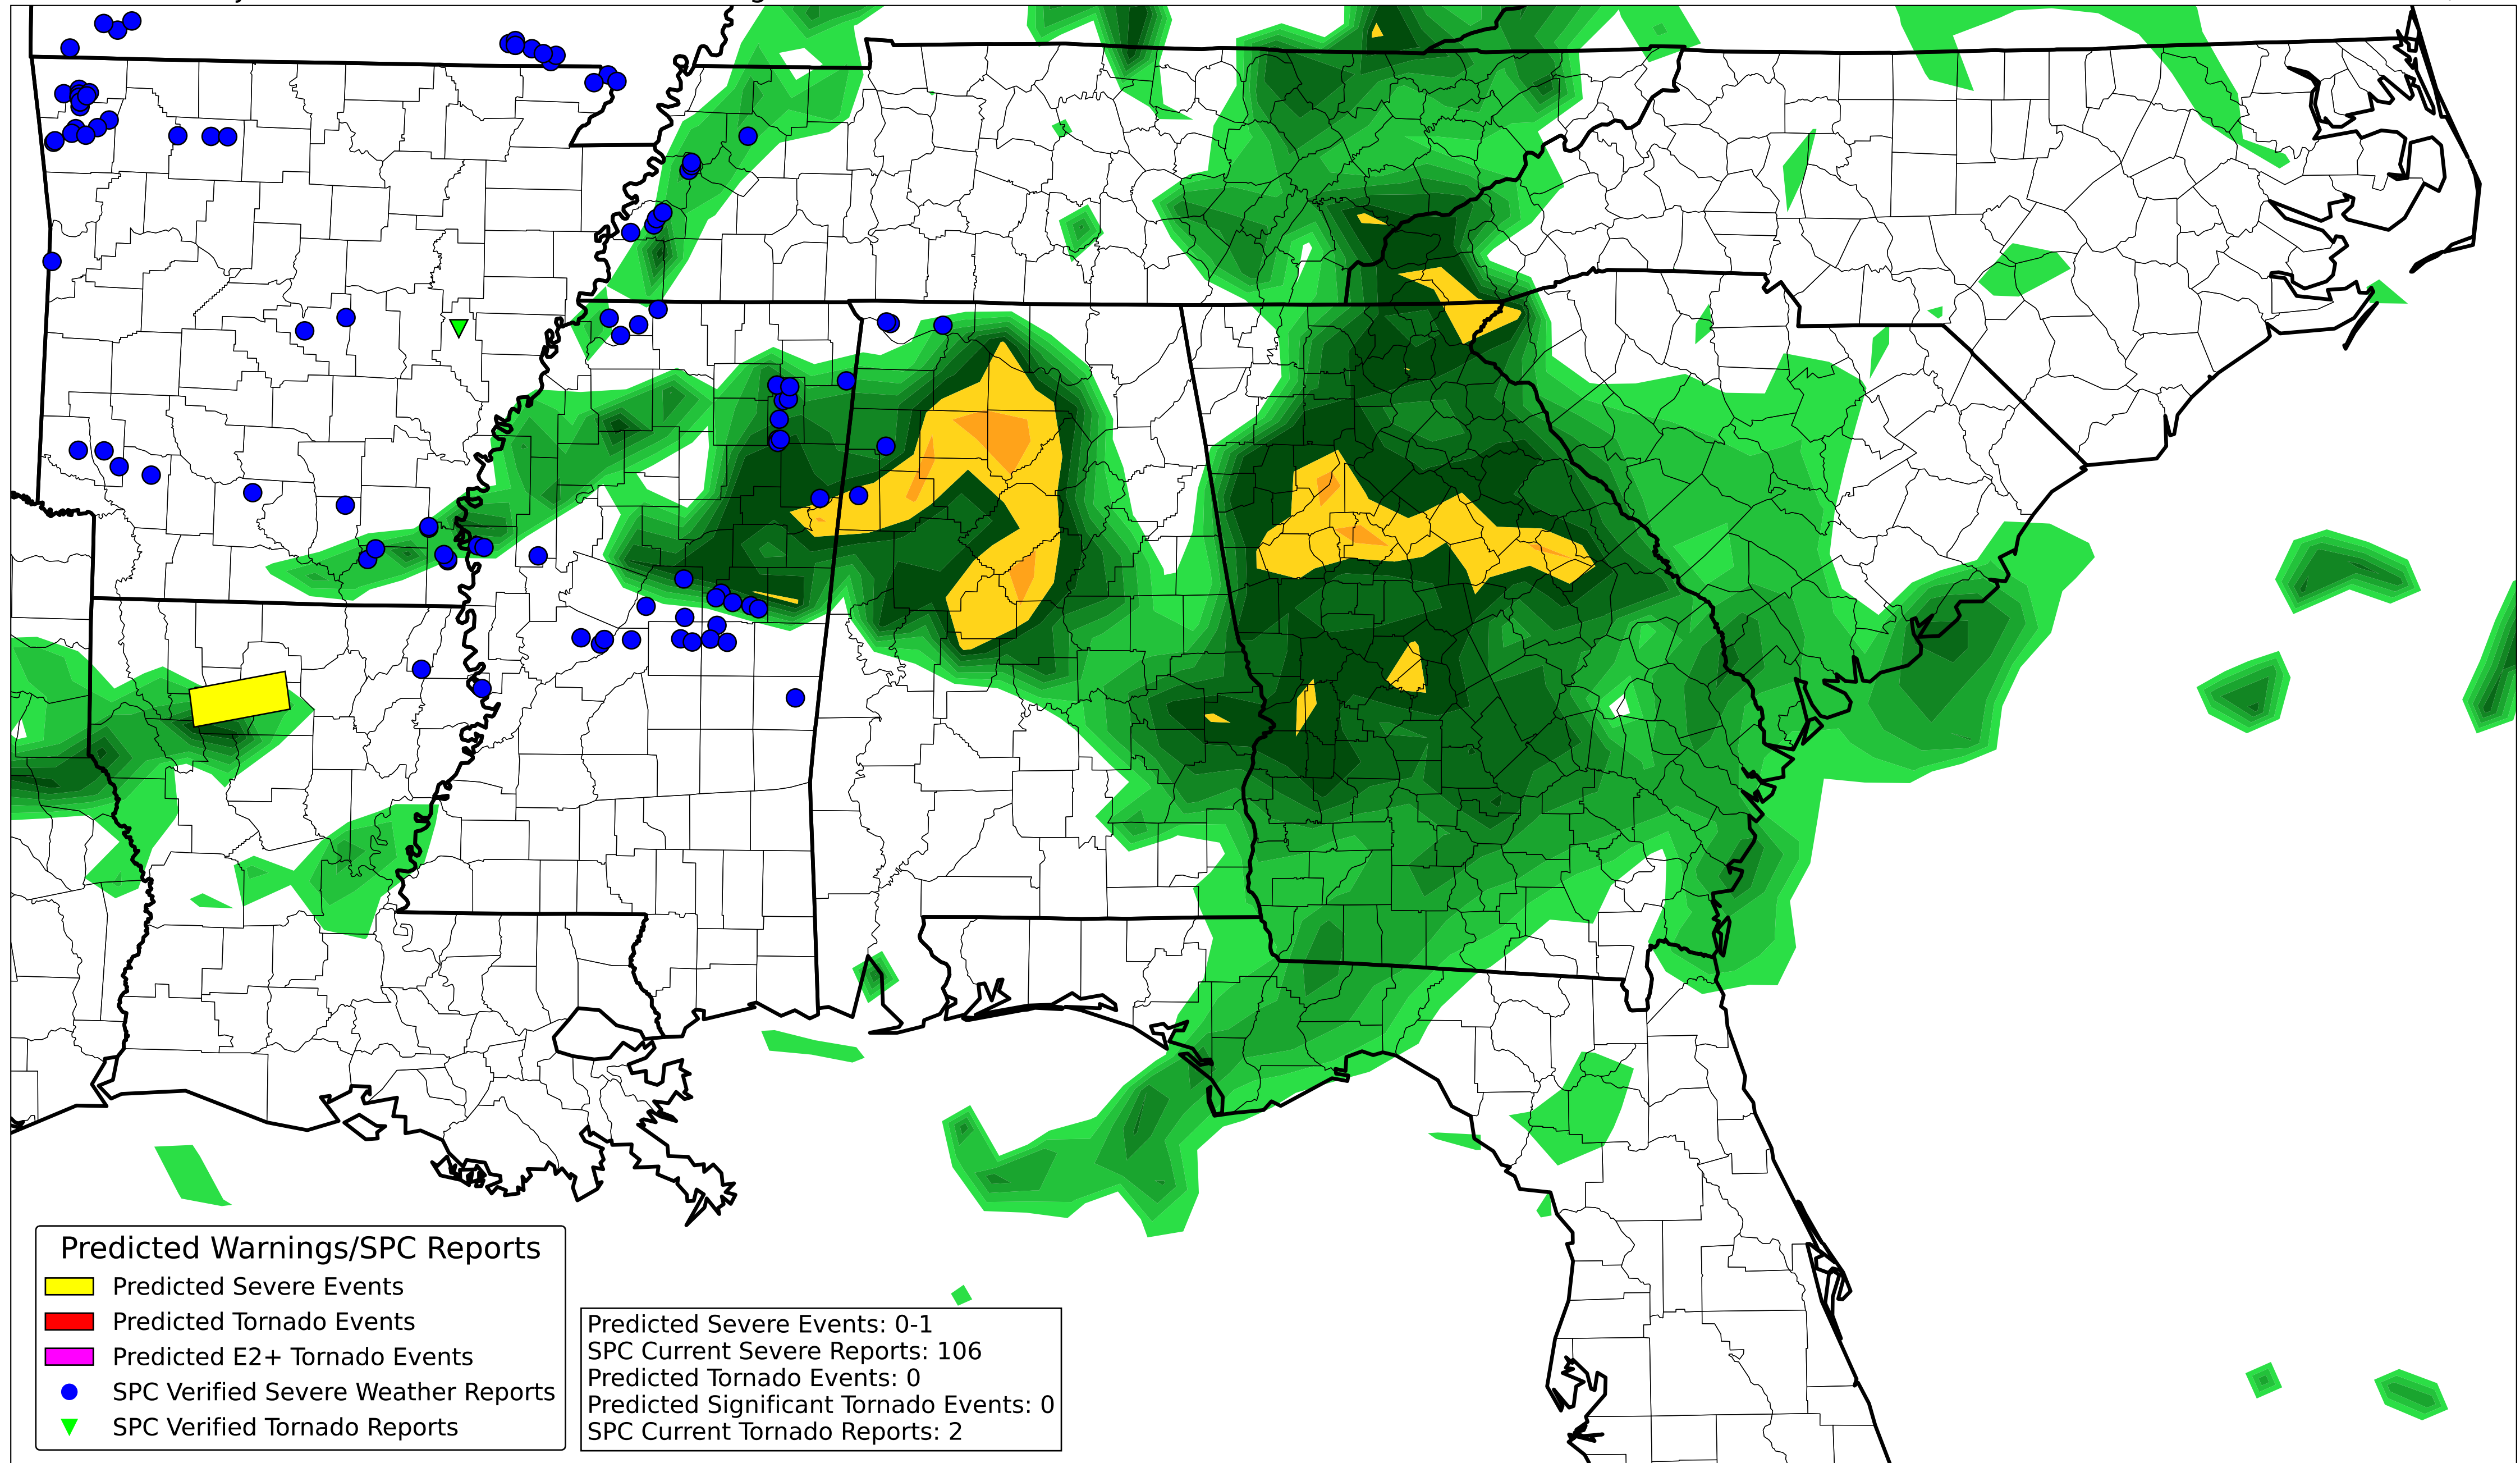 Predicted Warnings/SPC Reports
Predicted Severe Events
Predicted Tornado Events
Predicted E2+ Tornado Events
SPC Verified Severe Weather Reports
SPC Verified Tornado Reports
Predicted Severe Events: 0-1
SPC Current Severe Reports: 106
Predicted Tornado Events: 0
Predicted Significant Tornado Events: 0
SPC Current Tornado Reports: 2